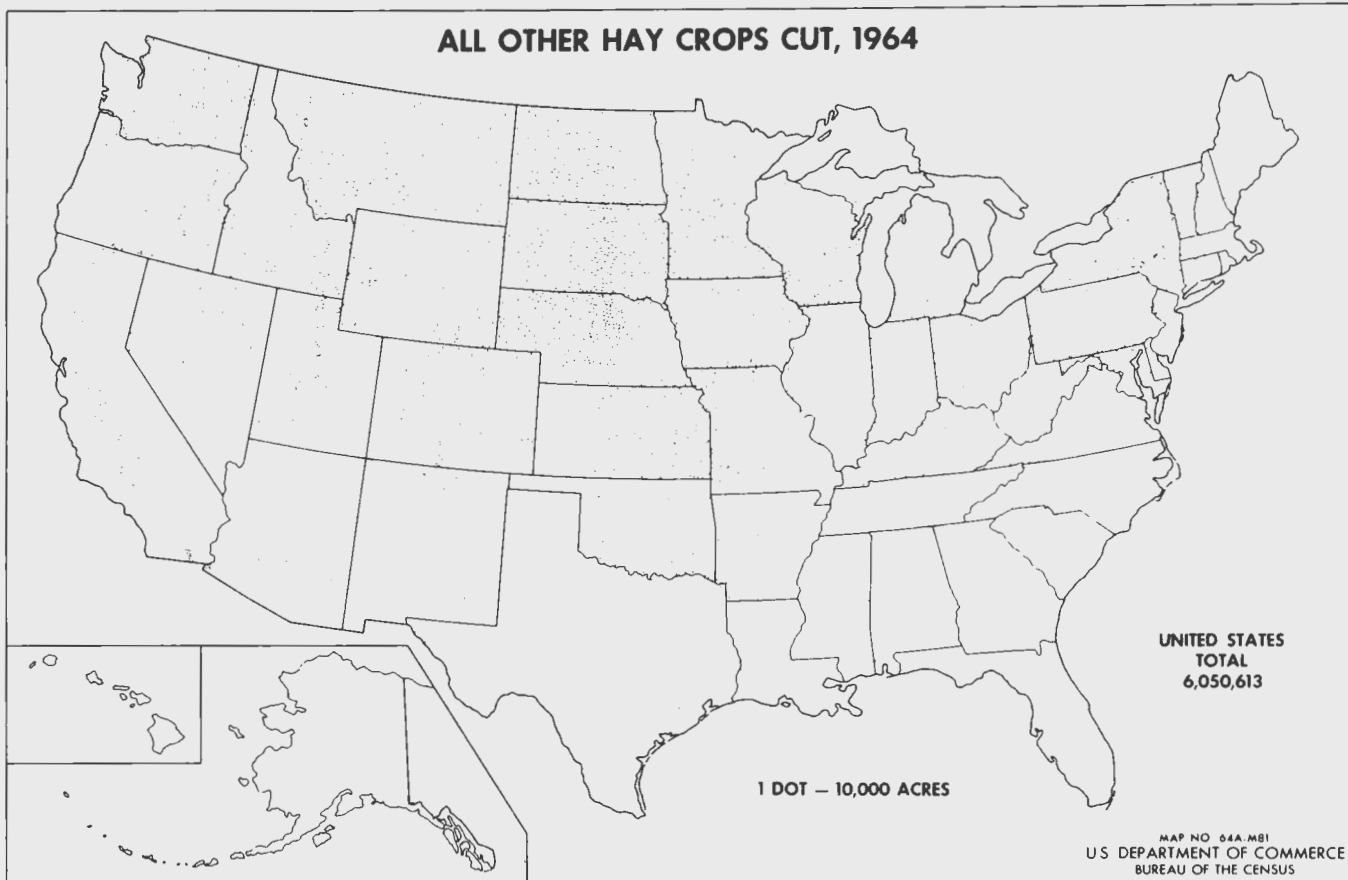 ALL OTHER HAY CROPS CUT, 1964
UNITED STATES
TOTAL
6,050,613
1 DOT — 10,000 ACRES
MAP NO 64A-M81
U S DEPARTMENT OF COMMERCE
BUREAU OF THE CENSUS